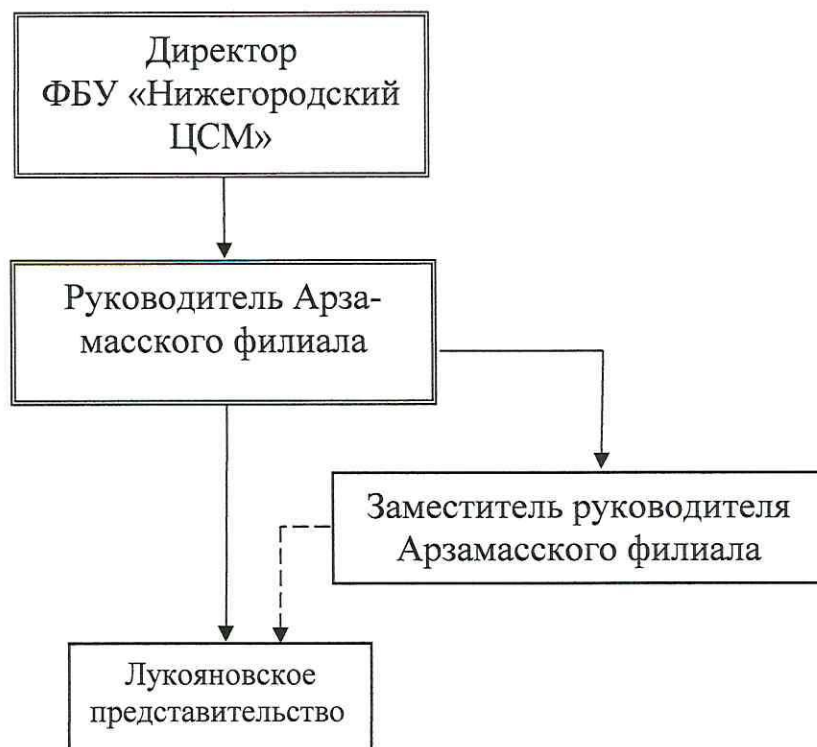 Директор
ФБУ «Нижегородский
ЦСМ»
Руководитель Арза-
масского филиала
Заместитель руководителя
Арзамасского филиала
Лукояновское
представительство